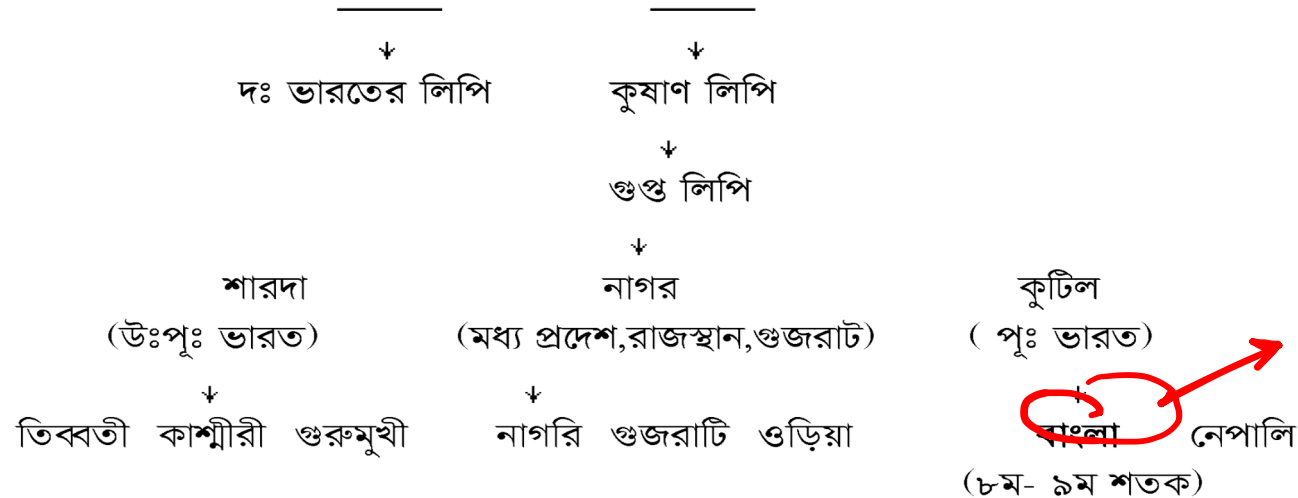 দঃ ভারতের লিপি কুষাণ লিপি
গুপ্ত লিপি
শারদা নাগর কুটিল
(উঃপূঃ ভারত) (মধ্য প্রদেশ,রাজস্থান,গুজরাট) ( পূঃ ভারত)
তিব্বতী কাশ্মীরী গুরুমুখী নাগরি গুজরাটি ওড়িয়া বাংলা নেপালি
(৮ম- ৯ম শতক)